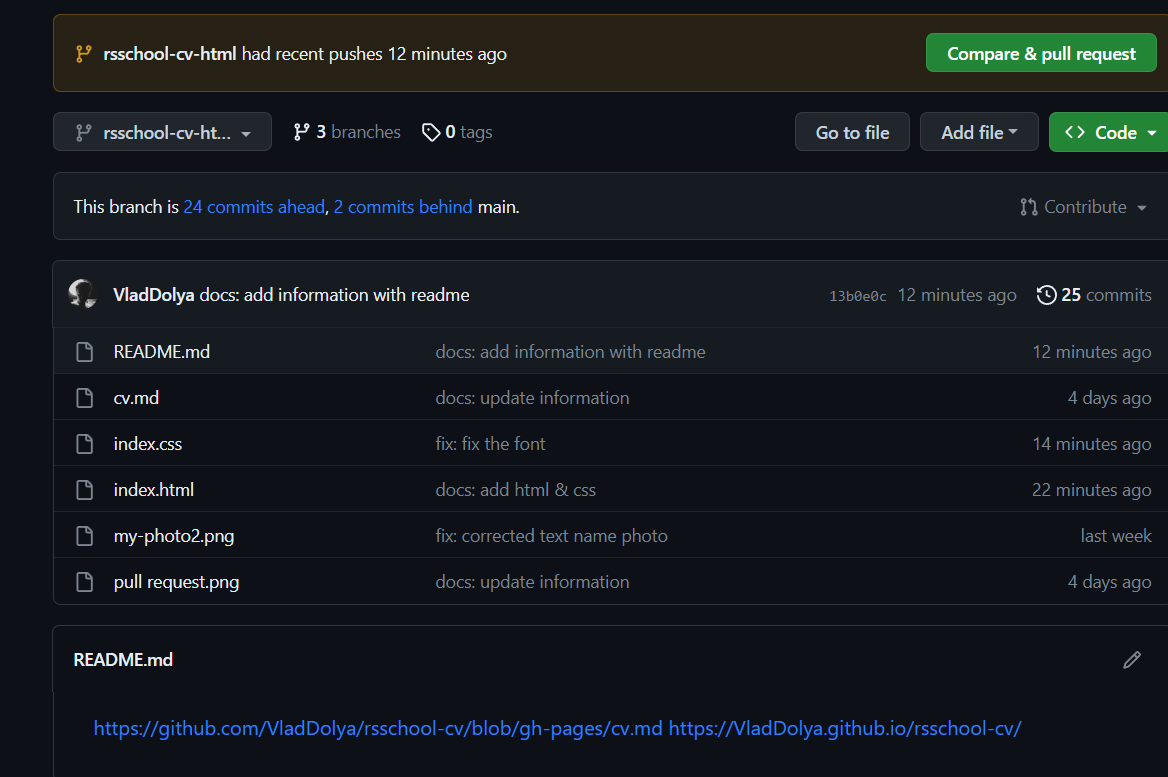 rsschool-cv-html had recent pushes 12 minutes ago
Compare & pull request
rsschool-cv-ht...
3 branches
0 tags
Go to file
Add file
Code
This branch is 24 commits ahead, 2 commits behind main.
Contribute
VladDolya docs: add information with readme
13b0e0c 12 minutes ago
25 commits
README.md docs: add information with readme 12 minutes ago
cv.md docs: update information 4 days ago
index.css fix: fix the font 14 minutes ago
index.html docs: add html & css 22 minutes ago
my-photo2.png fix: corrected text name photo last week
pull request.png docs: update information 4 days ago
README.md
https://github.com/VladDolya/rsschool-cv/blob/gh-pages/cv.md https://VladDolya.github.io/rsschool-cv/